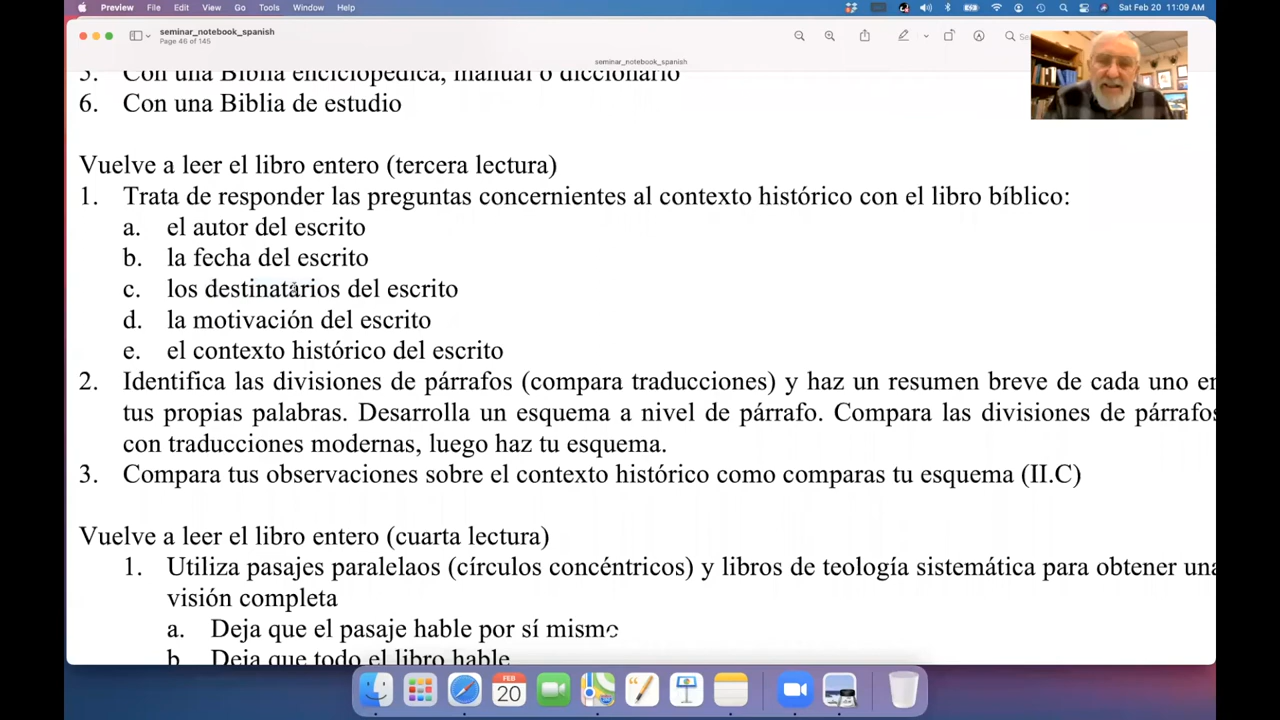 Preview File Edit View Go Tools Window Help Sat Feb 20 11:09 AM
seminar_notebook_spanish
Page 46 of 145
seminar_notebook_spanish
5. Con una Biblia enciclopédica, manual o diccionario
6. Con una Biblia de estudio
Vuelve a leer el libro entero (tercera lectura)
1. Trata de responder las preguntas concernientes al contexto histórico con el libro bíblico:
a. el autor del escrito
b. la fecha del escrito
c. los destinatarios del escrito
d. la motivación del escrito
e. el contexto histórico del escrito
2. Identifica las divisiones de párrafos (compara traducciones) y haz un resumen breve de cada uno en
tus propias palabras. Desarrolla un esquema a nivel de párrafo. Compara las divisiones de párrafos
con traducciones modernas, luego haz tu esquema.
3. Compara tus observaciones sobre el contexto histórico como comparas tu esquema (II.C)
Vuelve a leer el libro entero (cuarta lectura)
1. Utiliza pasajes paralelaos (círculos concéntricos) y libros de teología sistemática para obtener una
visión completa
a. Deja que el pasaje hable por sí mismo
b. Deja que todo el libro hable
FEB
20